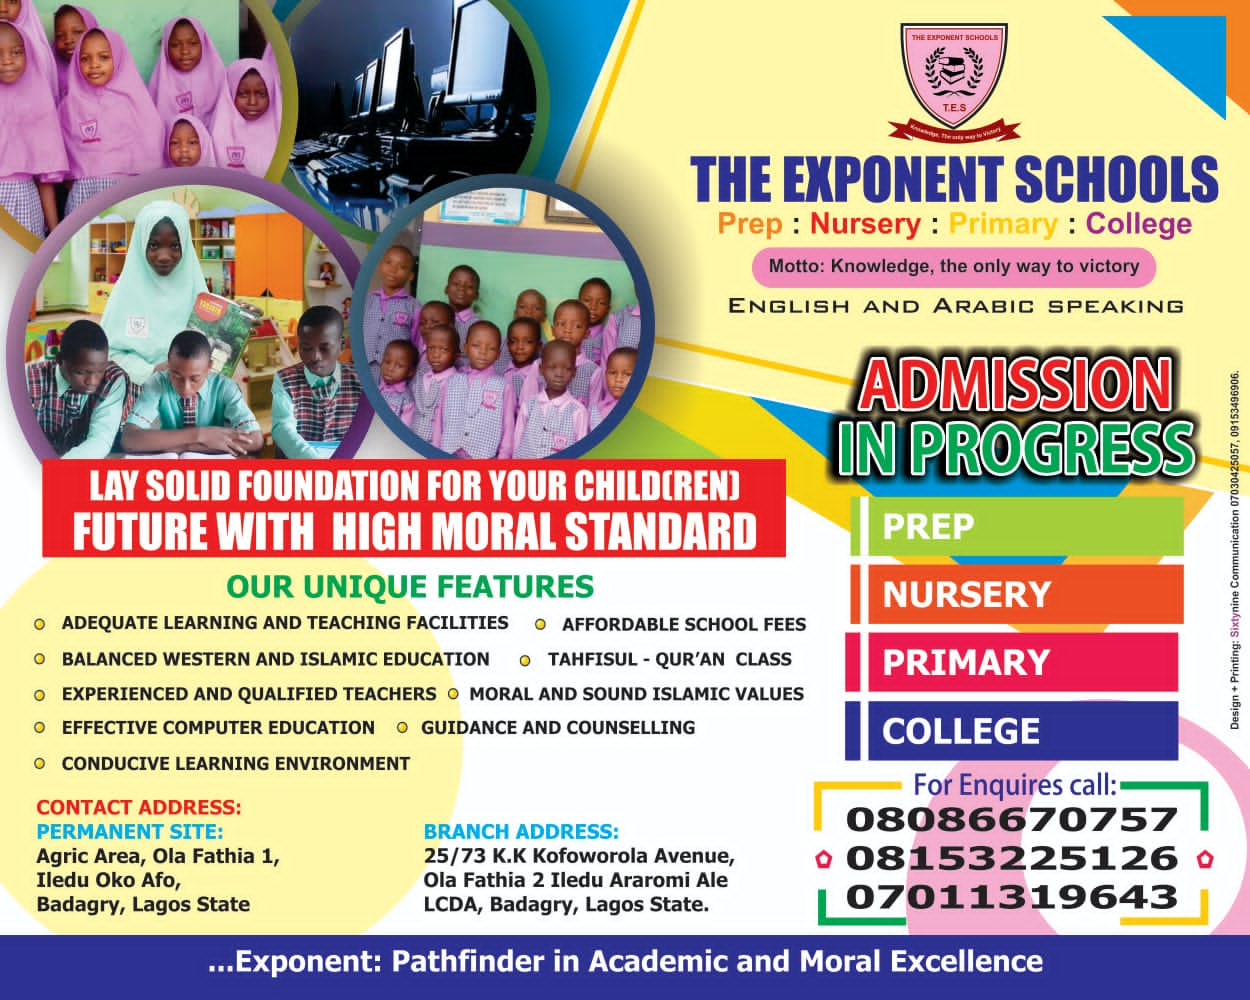 THE EXPONENT SCHOOLS
T.E.S
Knowledge, The only way to Victory
THE EXPONENT SCHOOLS
Prep : Nursery : Primary : College
Motto: Knowledge, the only way to victory
ENGLISH AND ARABIC SPEAKING
ADMISSION
IN PROGRESS
LAY SOLID FOUNDATION FOR YOUR CHILD(REN)
FUTURE WITH HIGH MORAL STANDARD
OUR UNIQUE FEATURES
ADEQUATE LEARNING AND TEACHING FACILITIES
AFFORDABLE SCHOOL FEES
BALANCED WESTERN AND ISLAMIC EDUCATION
TAHFISUL - QUR'AN CLASS
EXPERIENCED AND QUALIFIED TEACHERS
MORAL AND SOUND ISLAMIC VALUES
EFFECTIVE COMPUTER EDUCATION
GUIDANCE AND COUNSELLING
CONDUCIVE LEARNING ENVIRONMENT
PREP
NURSERY
PRIMARY
COLLEGE
CONTACT ADDRESS:
PERMANENT SITE:
Agric Area, Ola Fathia 1,
Iledu Oko Afo,
Badagry, Lagos State
BRANCH ADDRESS:
25/73 K.K Kofoworola Avenue,
Ola Fathia 2 Iledu Araromi Ale
LCDA, Badagry, Lagos State.
For Enquires call:
08086670757
08153225126
07011319643
Design + Printing: Sixtynine Communication 07030425057, 09153496906.
...Exponent: Pathfinder in Academic and Moral Excellence